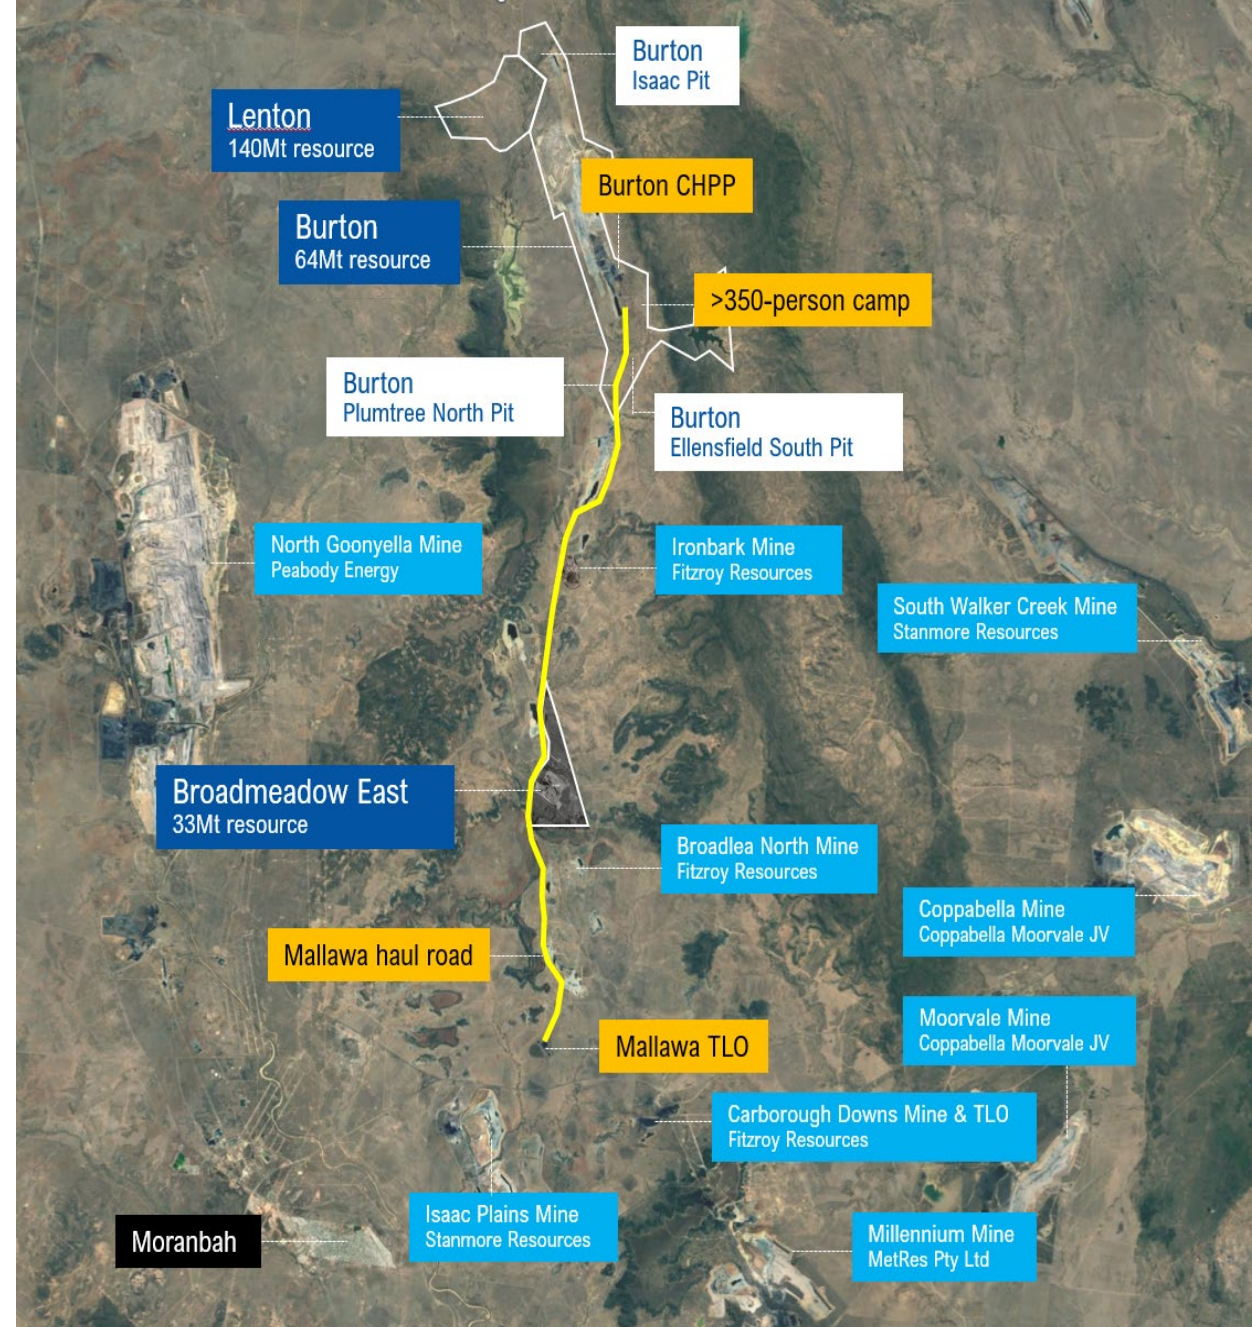 Burton
Isaac Pit
Lenton
140Mt resource
Burton CHPP
Burton
64Mt resource
>350-person camp
Burton
Plumtree North Pit
Burton
Ellensfield South Pit
North Goonyella Mine
Peabody Energy
Ironbark Mine
Fitzroy Resources
South Walker Creek Mine
Stanmore Resources
Broadmeadow East
33Mt resource
Broadlea North Mine
Fitzroy Resources
Coppabella Mine
Coppabella Moorvale JV
Mallawa haul road
Moorvale Mine
Coppabella Moorvale JV
Mallawa TLO
Carborough Downs Mine & TLO
Fitzroy Resources
Isaac Plains Mine
Stanmore Resources
Moranbah
Millennium Mine
MetRes Pty Ltd